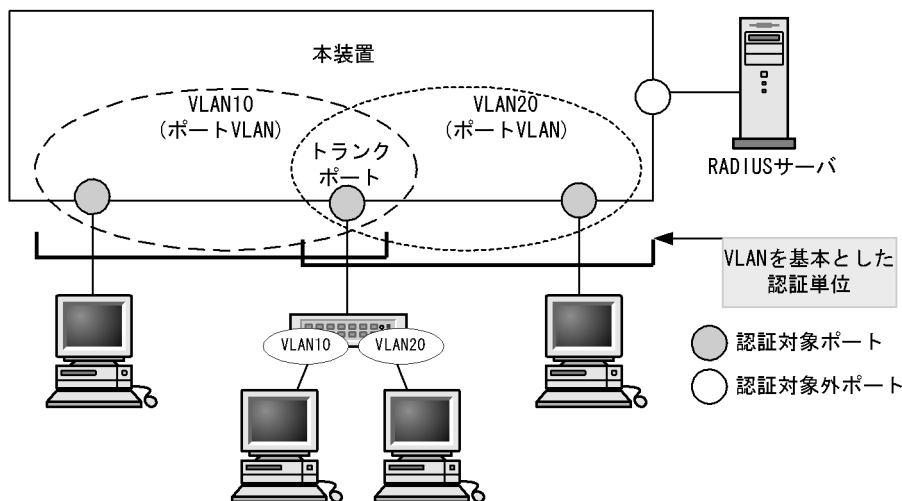 本装置
VLAN10
(ポートVLAN)
VLAN20
(ポートVLAN)
トランク
ポート
RADIUSサーバ
VLANを基本とした
認証単位
VLAN10
VLAN20
認証対象ポート
認証対象外ポート